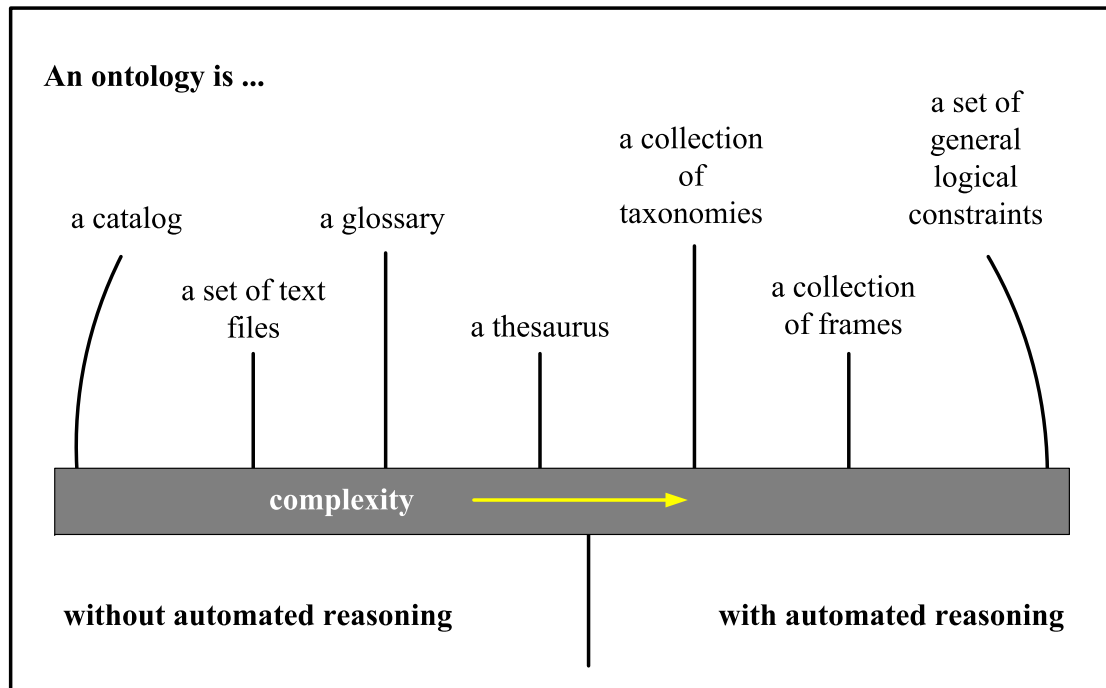 An ontology is ...
a catalog
a set of text
files
a glossary
a thesaurus
a collection
of
taxonomies
a collection
of frames
a set of
general
logical
constraints
complexity
without automated reasoning
with automated reasoning